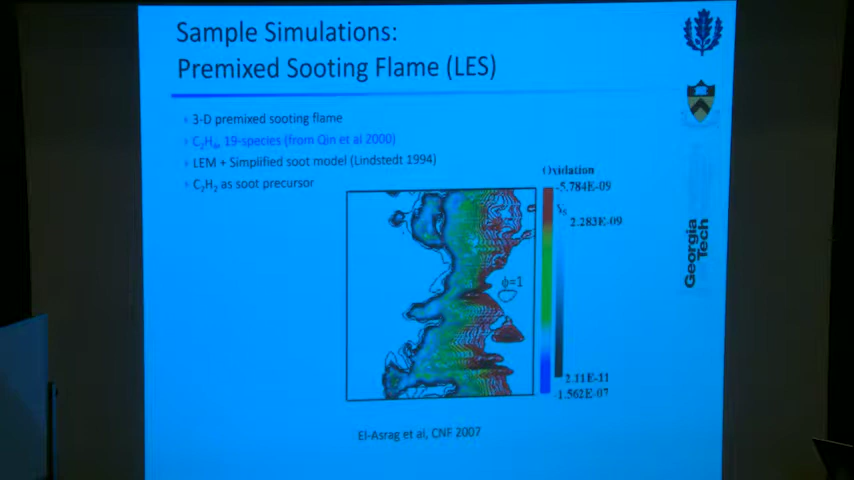 Sample Simulations:
Premixed Sooting Flame (LES)
3-D premixed sooting flame
C₂H₄, 19-species (from Qin et al 2000)
LEM + Simplified soot model (Lindstedt 1994)
C₂H₂ as soot precursor
Oxidation
-5.784E-09
Yₛ
2.283E-09
ϕ=1
2.11E-11
-1.562E-07
El-Asrag et al, CNF 2007
Georgia
Tech